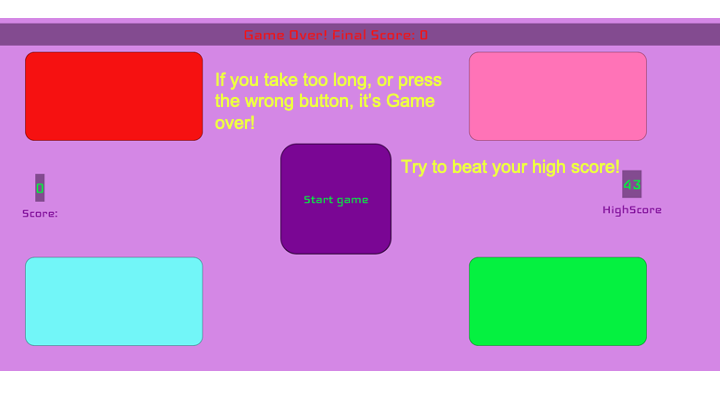 Game Over! Final Score: 0
If you take too long, or press
the wrong button, it's Game
over!
Try to beat your high score!
0
43
Start game
Score:
HighScore